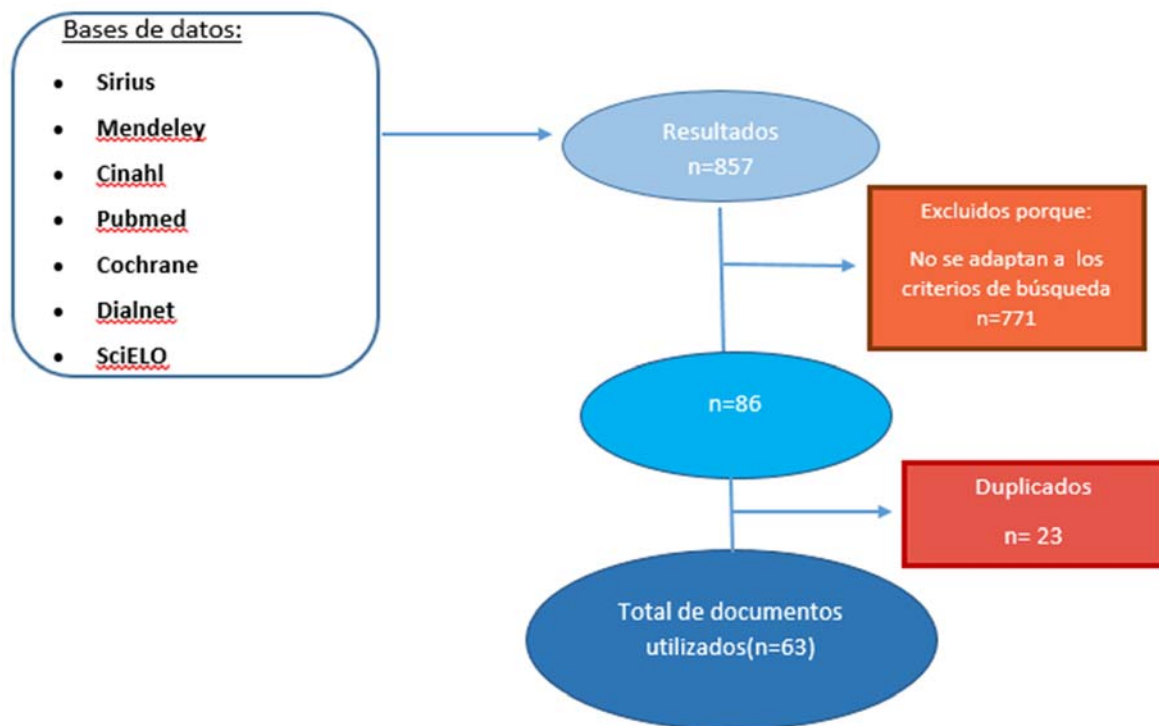 Bases de datos:
Sirius
Mendeley
Cinahl
Pubmed
Cochrane
Dialnet
SciELO
Resultados
n=857
Excluidos porque:
No se adaptan a  los
criterios de búsqueda
n=771
n=86
Duplicados
n= 23
Total de documentos
utilizados(n=63)